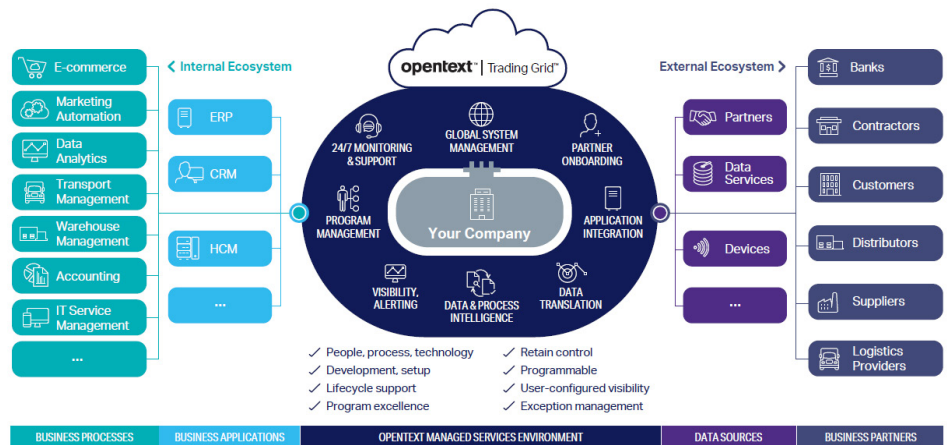 opentext™ | Trading Grid™
Internal Ecosystem
External Ecosystem
E-commerce
Marketing
Automation
Data
Analytics
Transport
Management
Warehouse
Management
Accounting
IT Service
Management
...
ERP
CRM
HCM
...
24/7 MONITORING
& SUPPORT
GLOBAL SYSTEM
MANAGEMENT
PARTNER
ONBOARDING
PROGRAM
MANAGEMENT
Your Company
APPLICATION
INTEGRATION
VISIBILITY,
ALERTING
DATA & PROCESS
INTELLIGENCE
DATA
TRANSLATION
Partners
Data
Services
Devices
...
Banks
Contractors
Customers
Distributors
Suppliers
Logistics
Providers
✓ People, process, technology
✓ Development, setup
✓ Lifecycle support
✓ Program excellence
✓ Retain control
✓ Programmable
✓ User-configured visibility
✓ Exception management
BUSINESS PROCESSES
BUSINESS APPLICATIONS
OPENTEXT MANAGED SERVICES ENVIRONMENT
DATA SOURCES
BUSINESS PARTNERS